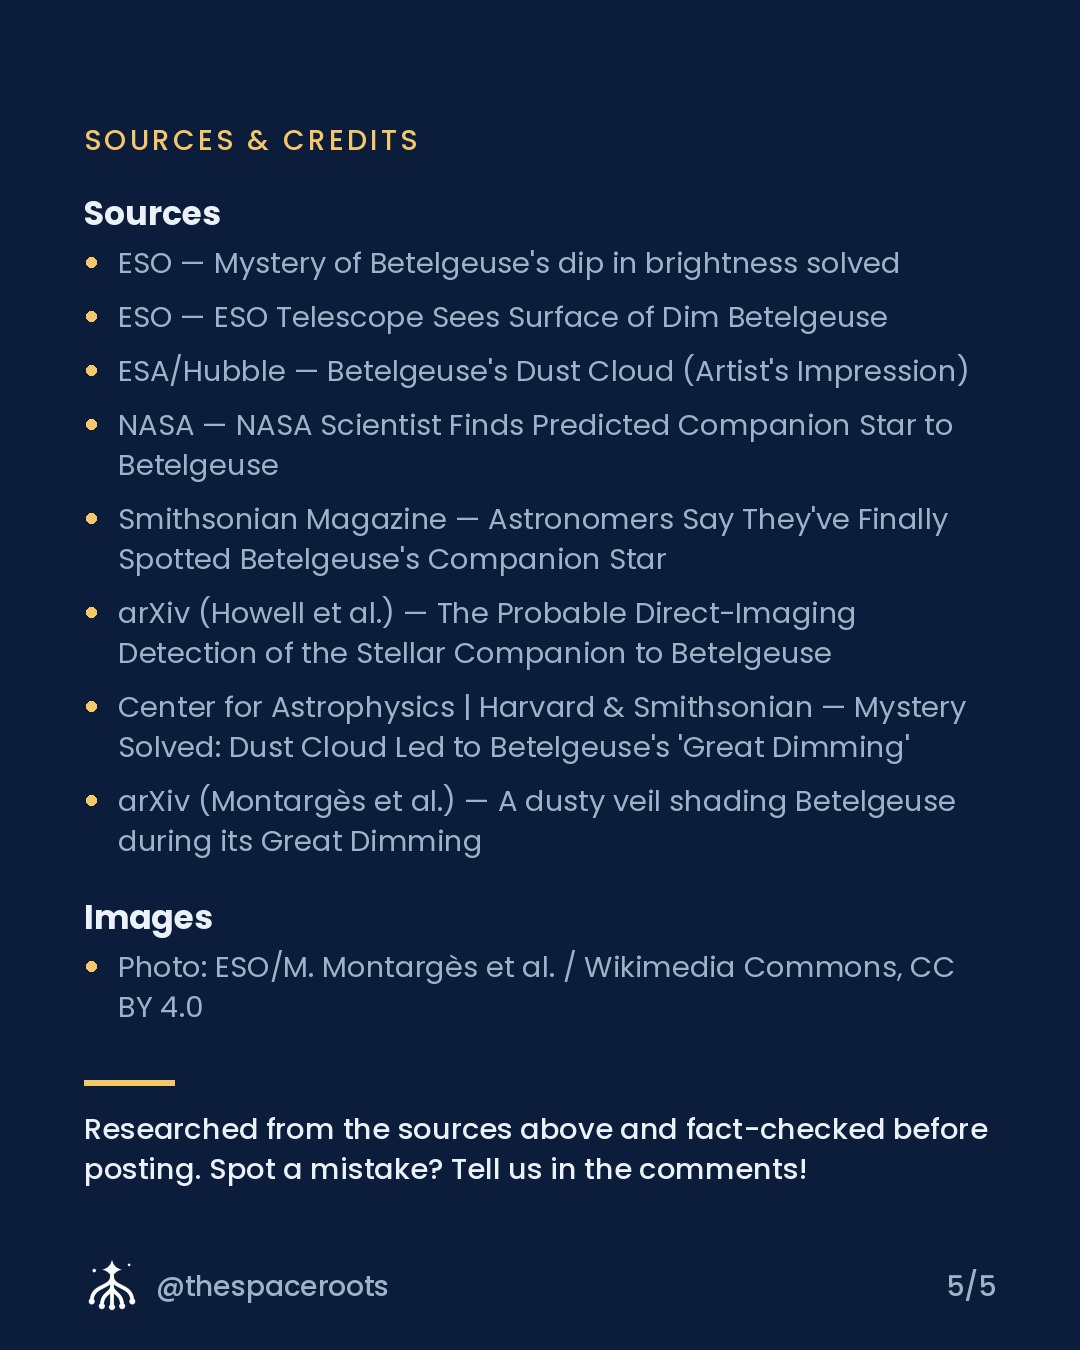 SOURCES & CREDITS
Sources
• ESO — Mystery of Betelgeuse's dip in brightness solved
• ESO — ESO Telescope Sees Surface of Dim Betelgeuse
• ESA/Hubble — Betelgeuse's Dust Cloud (Artist's Impression)
• NASA — NASA Scientist Finds Predicted Companion Star to
Betelgeuse
• Smithsonian Magazine — Astronomers Say They've Finally
Spotted Betelgeuse's Companion Star
• arXiv (Howell et al.) — The Probable Direct-Imaging
Detection of the Stellar Companion to Betelgeuse
• Center for Astrophysics | Harvard & Smithsonian — Mystery
Solved: Dust Cloud Led to Betelgeuse's 'Great Dimming'
• arXiv (Montargès et al.) — A dusty veil shading Betelgeuse
during its Great Dimming
Images
• Photo: ESO/M. Montargès et al. / Wikimedia Commons, CC
BY 4.0
Researched from the sources above and fact-checked before
posting. Spot a mistake? Tell us in the comments!
@thespaceroots
5/5